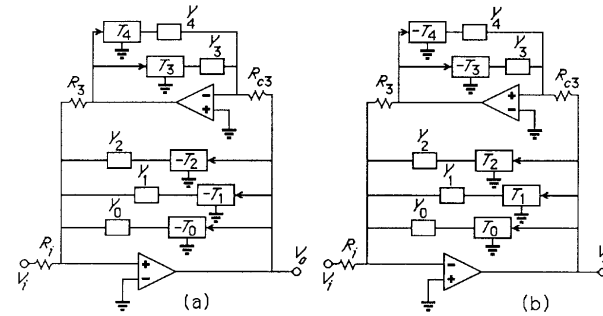 T4 Y4
T3 Y3
R3 Rc3
- +
Y2 -T2
Y1 -T1
Y0 -T0
Ri
+ -
Vi Vo
(a)
-T4 Y4
-T3 Y3
R3 Rc3
+ -
Y2 T2
Y1 T1
Y0 T0
Ri
- +
Vi V
(b)